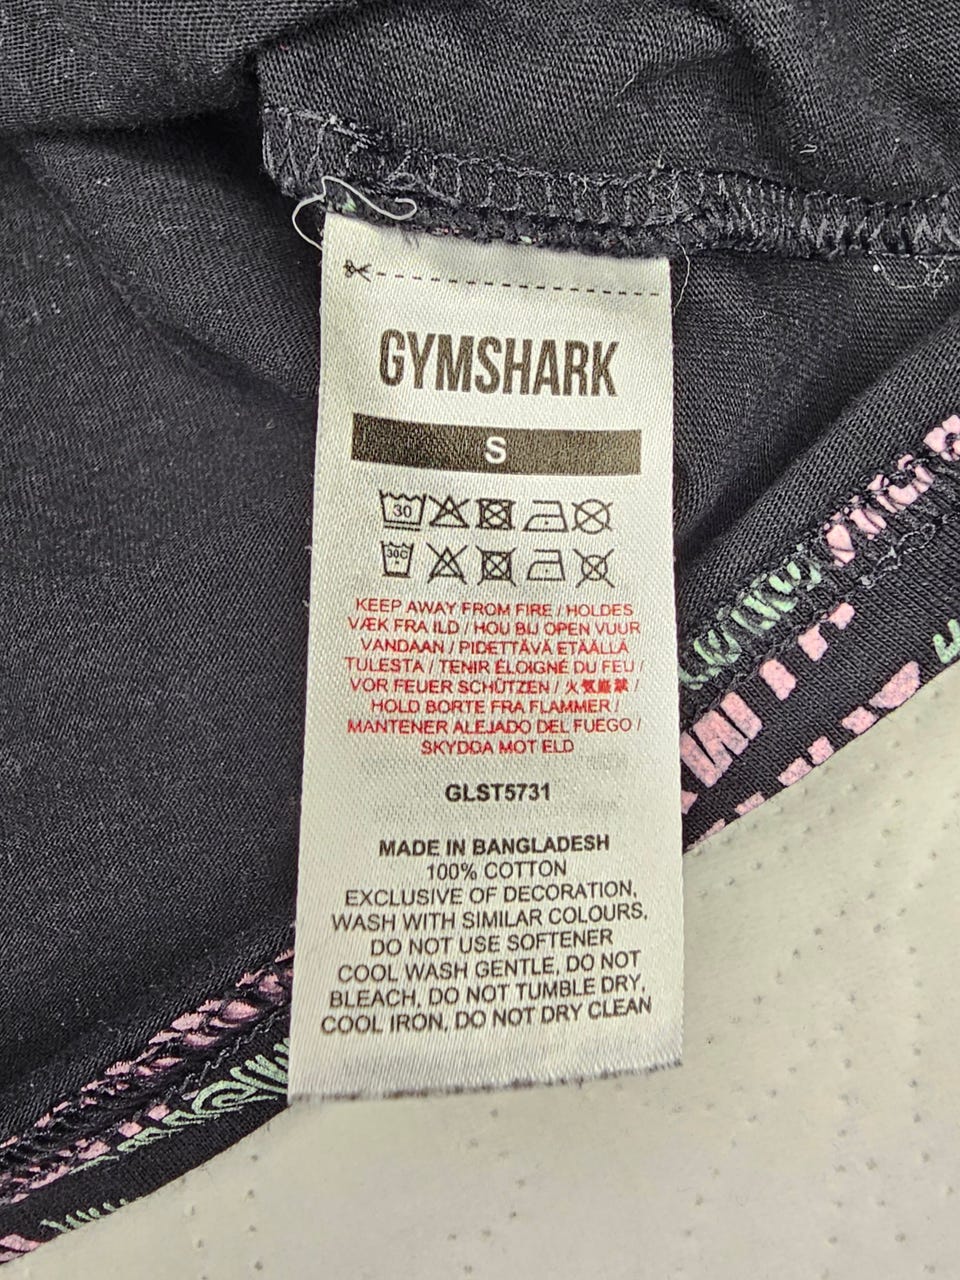 GYMSHARK
S
30
30C
KEEP AWAY FROM FIRE / HOLDES
VÆK FRA ILD / HOU BIJ OPEN VUUR
VANDAAN / PIDETTÄVÄ ETÄÄLLÄ
TULESTA / TENIR ÉLOIGNÉ DU FEU /
VOR FEUER SCHÜTZEN / 火気厳禁 /
HOLD BORTE FRA FLAMMER /
MANTENER ALEJADO DEL FUEGO /
SKYDDA MOT ELD
GLST5731
MADE IN BANGLADESH
100% COTTON
EXCLUSIVE OF DECORATION,
WASH WITH SIMILAR COLOURS,
DO NOT USE SOFTENER
COOL WASH GENTLE, DO NOT
BLEACH, DO NOT TUMBLE DRY,
COOL IRON, DO NOT DRY CLEAN